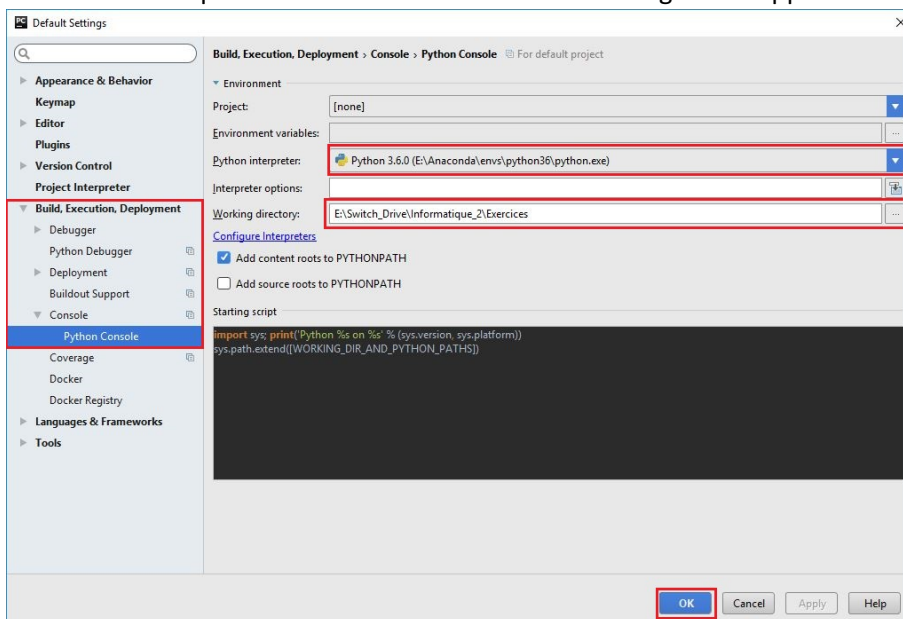 PC Default Settings
Build, Execution, Deployment › Console › Python Console For default project
Appearance & Behavior
Keymap
Editor
Plugins
Version Control
Project Interpreter
Build, Execution, Deployment
Debugger
Python Debugger
Deployment
Buildout Support
Console
Python Console
Coverage
Docker
Docker Registry
Languages & Frameworks
Tools
Environment
Project: [none]
Environment variables: ...
Python interpreter: Python 3.6.0 (E:\Anaconda\envs\python36\python.exe)
Interpreter options:
Working directory: E:\Switch_Drive\Informatique_2\Exercices ...
Configure Interpreters
Add content roots to PYTHONPATH
Add source roots to PYTHONPATH
Starting script
import sys; print('Python %s on %s' % (sys.version, sys.platform))
sys.path.extend([WORKING_DIR_AND_PYTHON_PATHS])
OK Cancel Apply Help